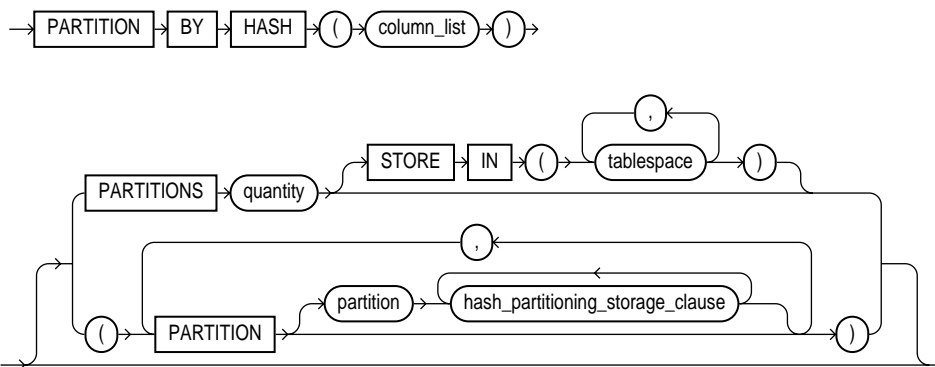 PARTITION BY HASH ( column_list )
,
STORE IN ( tablespace )
PARTITIONS quantity
,
partition hash_partitioning_storage_clause
( PARTITION )